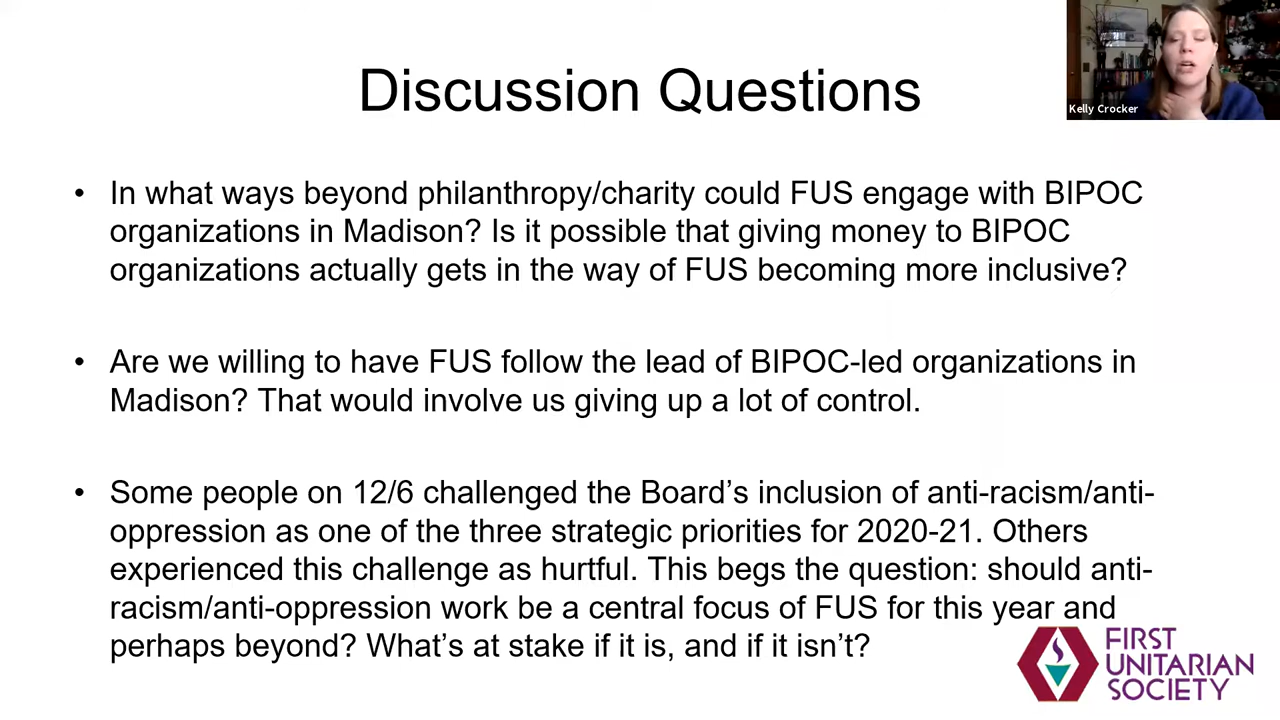 Discussion Questions
Kelly Crocker
• In what ways beyond philanthropy/charity could FUS engage with BIPOC
organizations in Madison? Is it possible that giving money to BIPOC
organizations actually gets in the way of FUS becoming more inclusive?
• Are we willing to have FUS follow the lead of BIPOC-led organizations in
Madison? That would involve us giving up a lot of control.
• Some people on 12/6 challenged the Board’s inclusion of anti-racism/anti-
oppression as one of the three strategic priorities for 2020-21. Others
experienced this challenge as hurtful. This begs the question: should anti-
racism/anti-oppression work be a central focus of FUS for this year and
perhaps beyond? What’s at stake if it is, and if it isn’t?
FIRST
UNITARIAN
SOCIETY